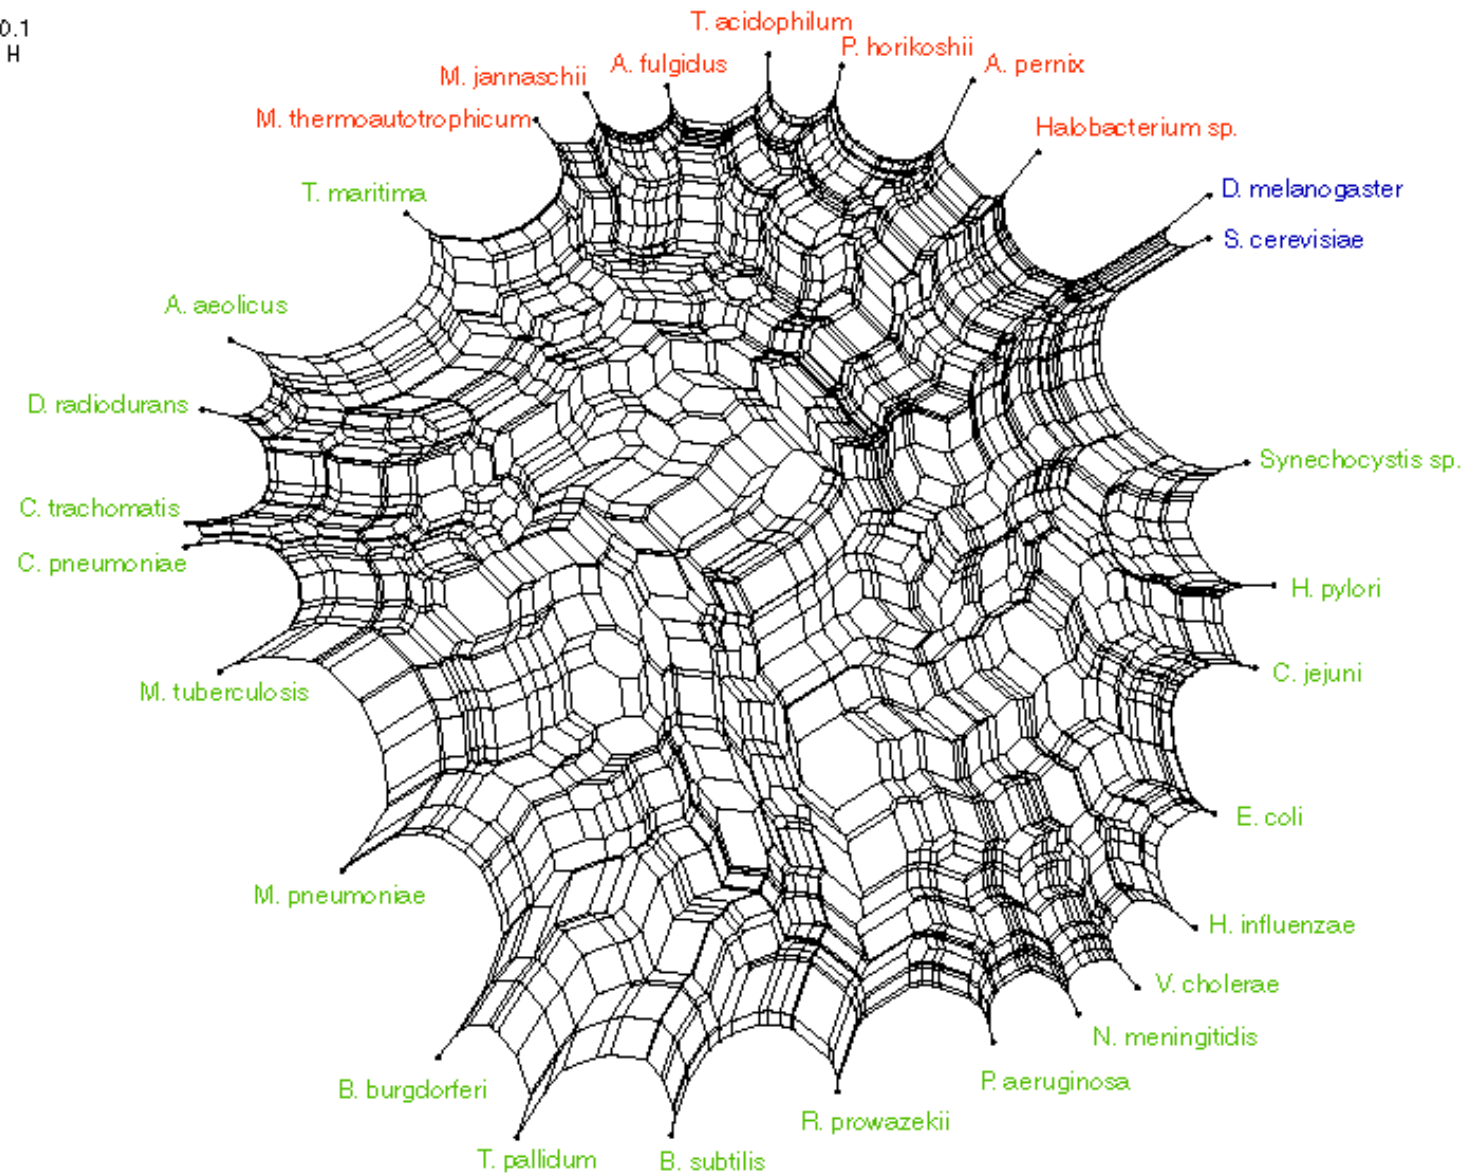 0.1
H
T. acidophilum
P. horikoshii
A. fulgidus
A. pernix
M. jannaschii
M. thermoautotrophicum
Halobacterium sp.
T. maritima
D. melanogaster
S. cerevisiae
A. aeolicus
D. radiodurans
Synechocystis sp.
C. trachomatis
C. pneumoniae
H. pylori
C. jejuni
M. tuberculosis
E. coli
M. pneumoniae
H. influenzae
V. cholerae
N. meningitidis
P. aeruginosa
B. burgdorferi
R. prowazekii
T. pallidum
B. subtilis